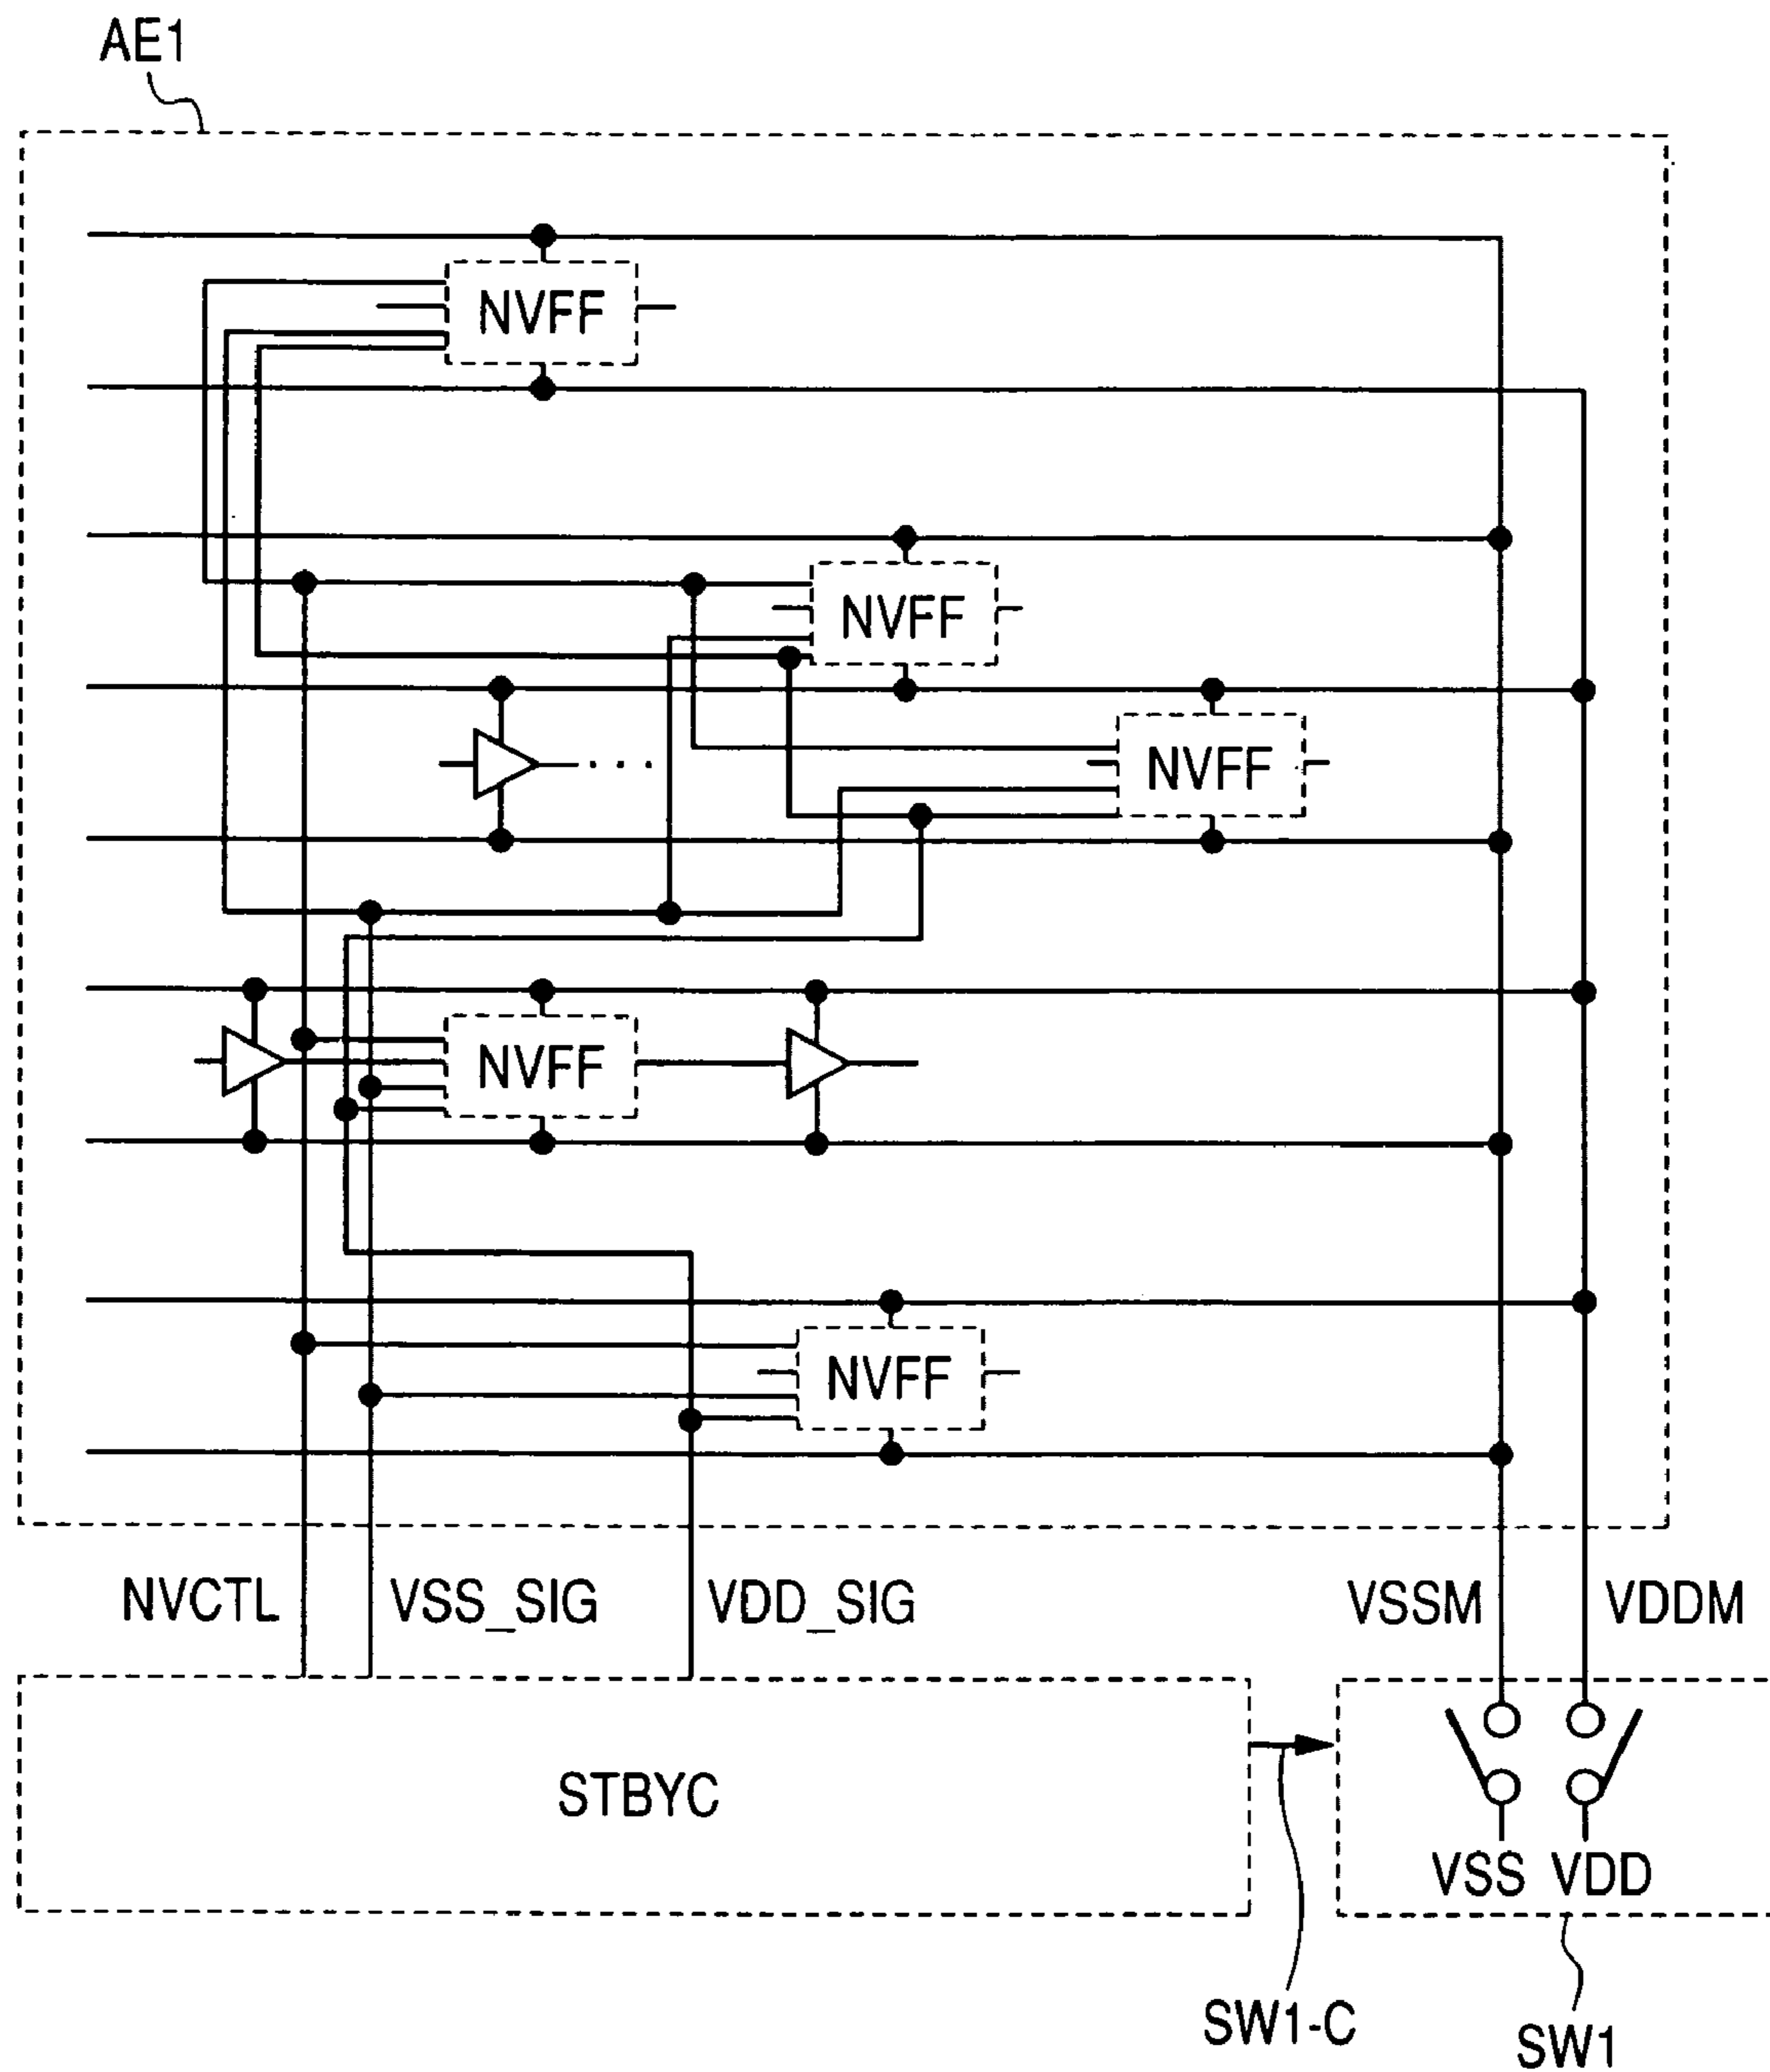 AE1
NVFF
NVFF
NVFF
NVFF
NVFF
NVCTL VSS_SIG VDD_SIG VSSM VDDM
STBYC
VSS VDD
SW1-C
SW1